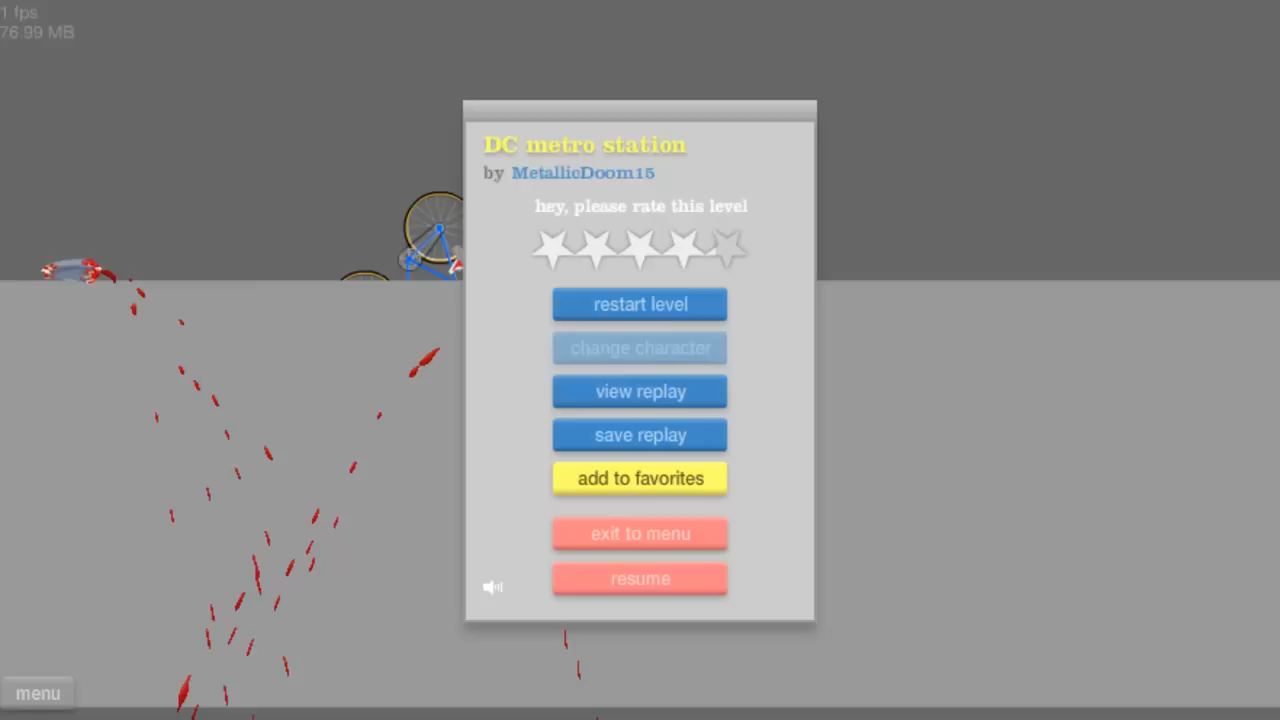 1 fps
76.99 MB
DC metro station
by MetallicDoom15
hey, please rate this level
restart level
change character
view replay
save replay
add to favorites
exit to menu
resume
menu